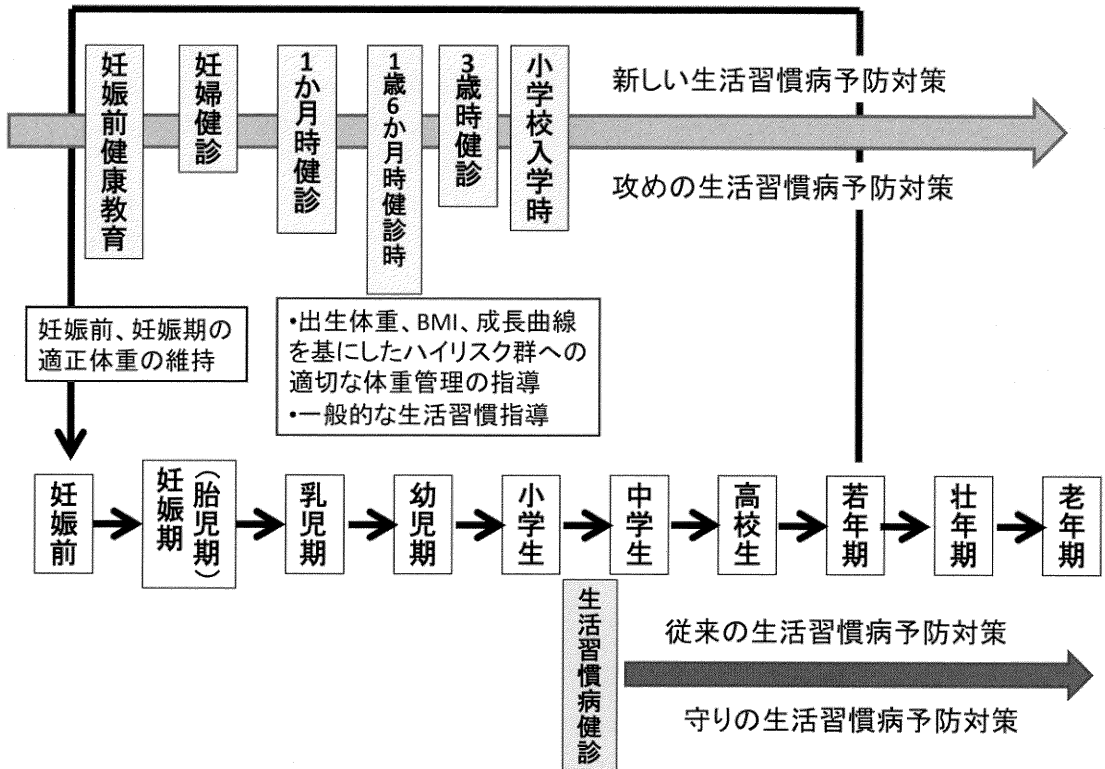 妊娠前健康教育
妊婦健診
1か月時健診
1歳6か月時健診時
3歳時健診
小学校入学時
新しい生活習慣病予防対策
攻めの生活習慣病予防対策
妊娠前、妊娠期の
適正体重の維持
•出生体重、BMI、成長曲線
を基にしたハイリスク群への
適切な体重管理の指導
•一般的な生活習慣指導
妊娠前
妊娠期
(胎児期)
乳児期
幼児期
小学生
中学生
高校生
若年期
壮年期
老年期
生活習慣病健診
従来の生活習慣病予防対策
守りの生活習慣病予防対策